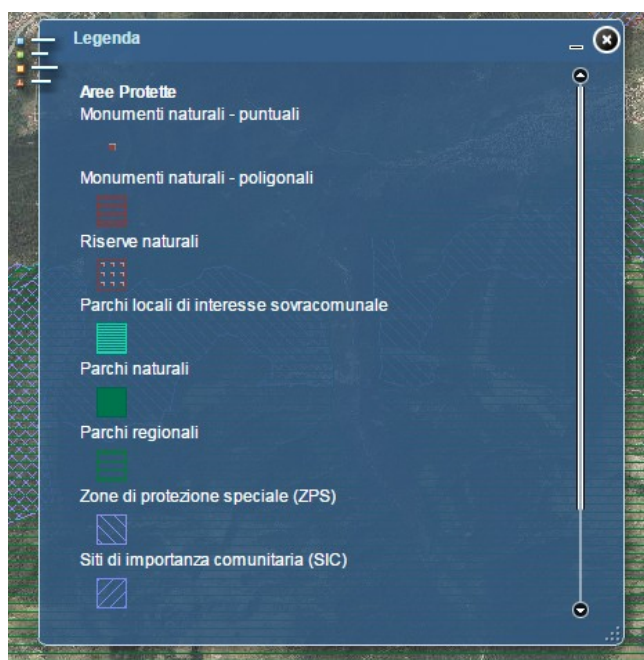 Legenda
Aree Protette
Monumenti naturali - puntuali
Monumenti naturali - poligonali
Riserve naturali
Parchi locali di interesse sovracomunale
Parchi naturali
Parchi regionali
Zone di protezione speciale (ZPS)
Siti di importanza comunitaria (SIC)